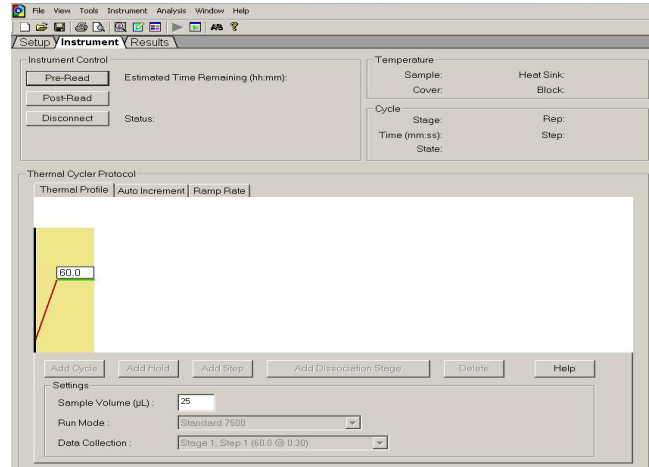 File View Tools Instrument Analysis Window Help
Setup Instrument Results
Instrument Control
Pre-Read
Estimated Time Remaining (hh:mm):
Post-Read
Disconnect
Status:
Temperature
Sample:
Heat Sink:
Cover:
Block:
Cycle
Stage:
Rep:
Time (mm:ss):
Step:
State:
Thermal Cycler Protocol
Thermal Profile Auto Increment Ramp Rate
60.0
Add Cycle Add Hold Add Step Add Dissociation Stage Delete Help
Settings
Sample Volume (µL) : 25
Run Mode : Standard 7500
Data Collection : Stage 1, Step 1 (60.0 @ 0:30)